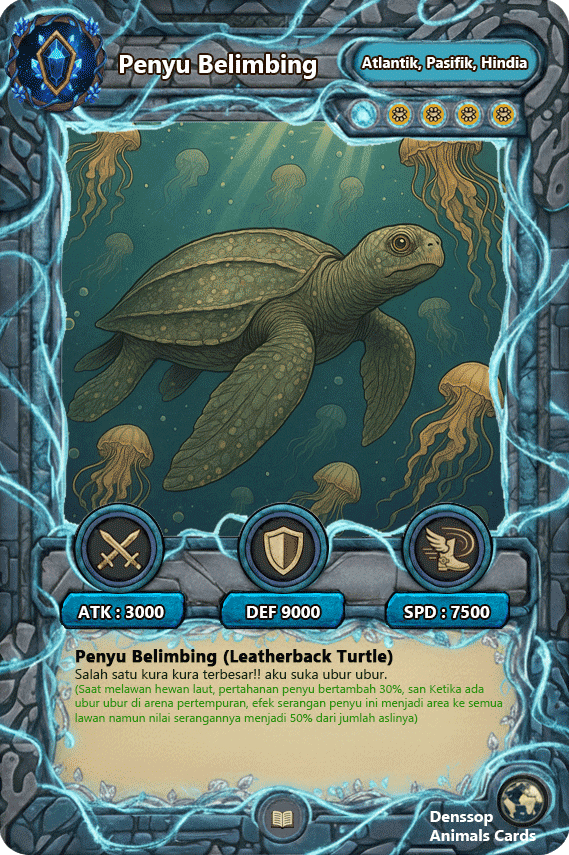 Penyu Belimbing
Atlantik, Pasifik, Hindia
ATK : 3000
DEF 9000
SPD : 7500
Penyu Belimbing (Leatherback Turtle)
Salah satu kura kura terbesar!! aku suka ubur ubur.
(Saat melawan hewan laut, pertahanan penyu bertambah 30%, san Ketika ada
ubur ubur di arena pertempuran, efek serangan penyu ini menjadi area ke semua
lawan namun nilai serangannya menjadi 50% dari jumlah aslinya)
Denssop
Animals Cards